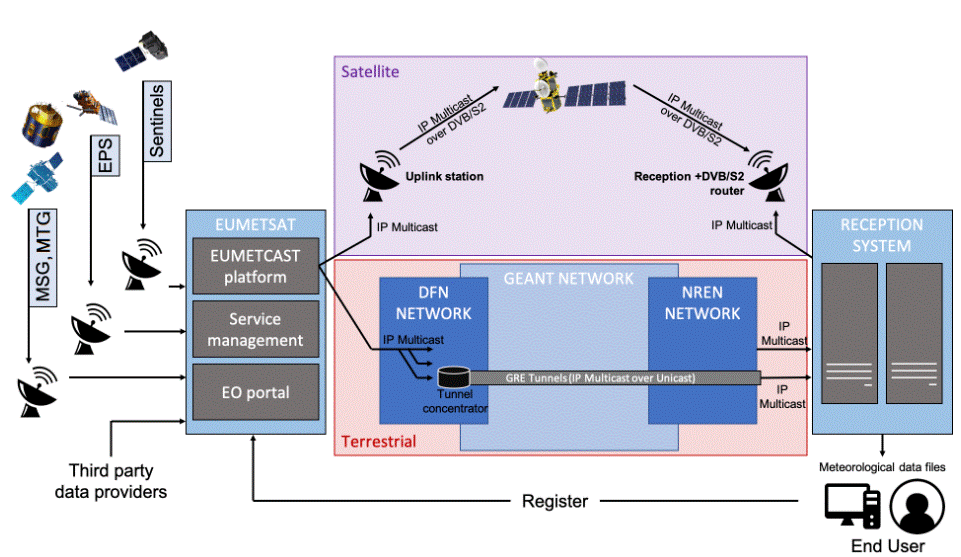 Satellite
IP Multicast
over DVB/S2
IP Multicast
over DVB/S2
Sentinels
EPS
MSG, MTG
Uplink station
Reception +DVB/S2
router
IP Multicast
IP Multicast
EUMETSAT
EUMETCAST
platform
Service
management
EO portal
RECEPTION
SYSTEM
GEANT NETWORK
DFN
NETWORK
NREN
NETWORK
IP Multicast
IP
Multicast
GRE Tunnels (IP Multicast over Unicast)
IP
Multicast
Tunnel
concentrator
Terrestrial
Third party
data providers
Meteorological data files
Register
End User